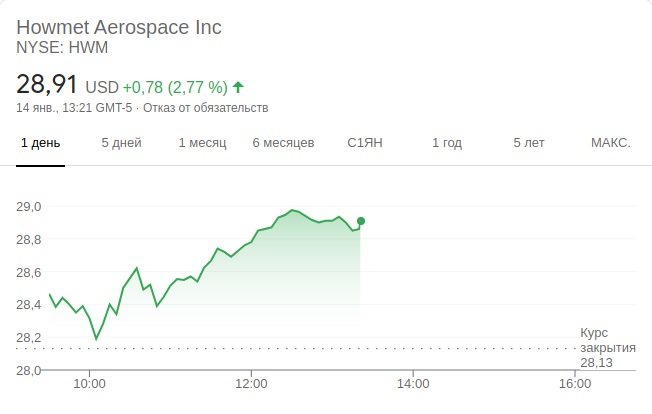 Howmet Aerospace Inc
NYSE: HWM
28,91 USD +0,78 (2,77 %)
14 янв., 13:21 GMT-5 · Отказ от обязательств
1 день 5 дней 1 месяц 6 месяцев С1ЯН 1 год 5 лет МАКС.
29,0
28,8
28,6
28,4
28,2
28,0
Курс
закрытия
28,13
10:00 12:00 14:00 16:00